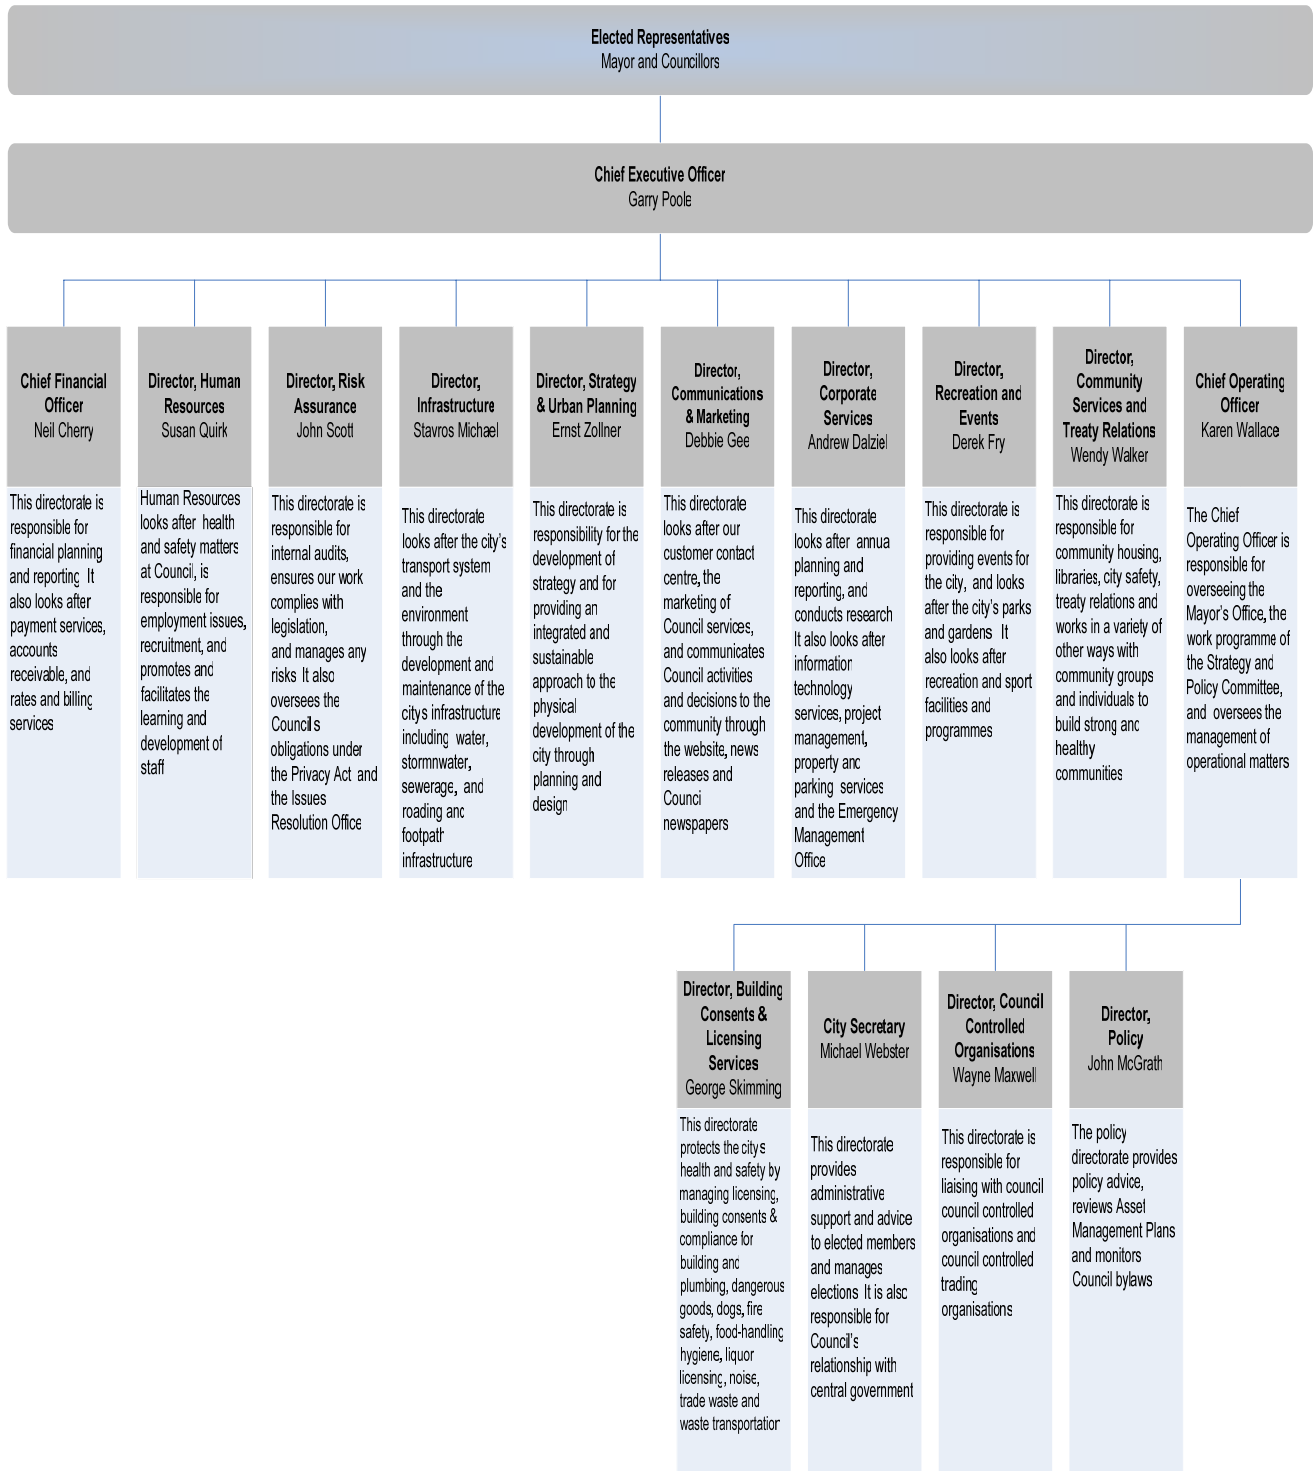 Elected Representatives
Mayor and Councillors
Chief Executive Officer
Garry Poole
Chief Financial
Officer
Neil Cherry
This directorate is
responsible for
financial planning
and reporting It
also looks after
payment services,
accounts
receivable, and
rates and billing
services
Director, Human
Resources
Susan Quirk
Human Resources
looks after health
and safety matters
at Council, is
responsible for
employment issues,
recruitment, and
promotes and
facilitates the
learning and
development of
staff
Director, Risk
Assurance
John Scott
This directorate is
responsible for
internal audits,
ensures our work
complies with
legislation,
and manages any
risks It also
oversees the
Council s
obligations under
the Privacy Act and
the Issues
Resolution Office
Director,
Infrastructure
Stavros Michael
This directorate
looks after the city's
transport system
and the
environment
through the
development and
maintenance of the
citys infrastructure
including water,
stormnwater,
sewerage, and
roading and
footpath
infrastructure
Director, Strategy
& Urban Planning
Ernst Zollner
This directorate is
responsibility for the
development of
strategy and for
providing an
integrated and
sustainable
approach to the
physical
development of the
city through
planning and
design
Director,
Communications
& Marketing
Debbie Gee
This directorate
looks after our
customer contact
centre, the
marketing of
Council services,
and communicates
Council activities
and decisions to the
community through
the website, news
releases and
Counci
newspapers
Director,
Corporate
Services
Andrew Dalziel
This directorate
looks after annua
planning and
reporting, and
conducts research
It also looks after
information
technology
services, project
management,
property and
parking services
and the Emergency
Management
Office
Director,
Recreation and
Events
Derek Fry
This directorate is
responsible for
providing events for
the city, and looks
after the city's parks
and gardens It
also looks after
recreation and sport
facilities and
programmes
Director,
Community
Services and
Treaty Relations
Wendy Walker
This directorate is
responsible for
community housing,
libraries, city safety,
treaty relations and
works in a variety of
other ways with
community groups
and individuals to
build strong and
healthy
communities
Chief Operating
Officer
Karen Wallace
The Chief
Operating Officer is
responsible for
overseeing the
Mayor's Office, the
work programme of
the Strategy and
Policy Committee,
and oversees the
management of
operational matters
Director, Building
Consents &
Licensing
Services
George Skimming
This directorate
protects the citys
health and safety by
managing licensing,
building consents &
compliance for
building and
plumbing, dangerous
goods, dogs, fire
safety, food-handling
hygiene, liquor
licensing, noise,
trade waste and
waste transportation
City Secretary
Michael Webster
This directorate
provides
administrative
support and advice
to elected members
and manages
elections It is also
responsible for
Council's
relationship with
central government
Director, Council
Controlled
Organisations
Wayne Maxwell
This directorate is
responsible for
liaising with council
council controlled
organisations and
council controlled
trading
organisations
Director,
Policy
John McGrath
The policy
directorate provides
policy advice,
reviews Asset
Management Plans
and monitors
Council bylaws